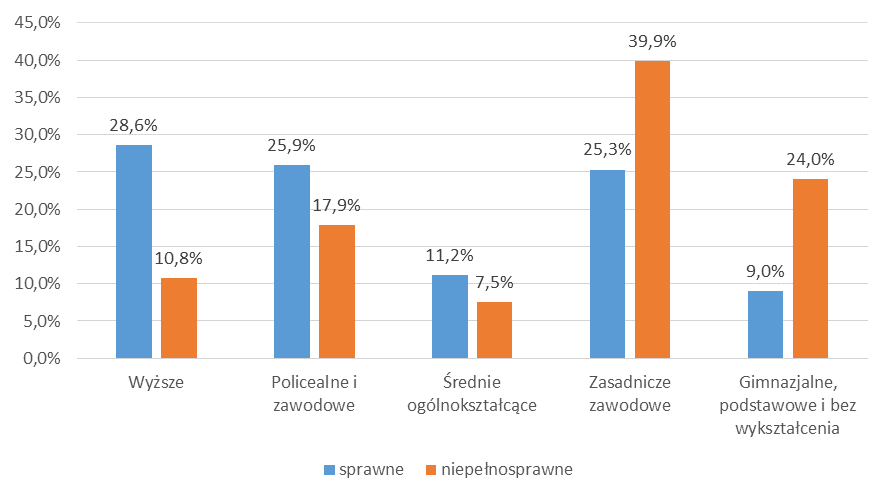 45,0%
40,0%
35,0%
30,0%
25,0%
20,0%
15,0%
10,0%
5,0%
0,0%
28,6%
10,8%
25,9%
17,9%
11,2%
7,5%
25,3%
39,9%
9,0%
24,0%
Wyższe
Policealne i
zawodowe
Średnie
ogólnokształcące
Zasadnicze
zawodowe
Gimnazjalne,
podstawowe i bez
wykształcenia
sprawne
niepełnosprawne